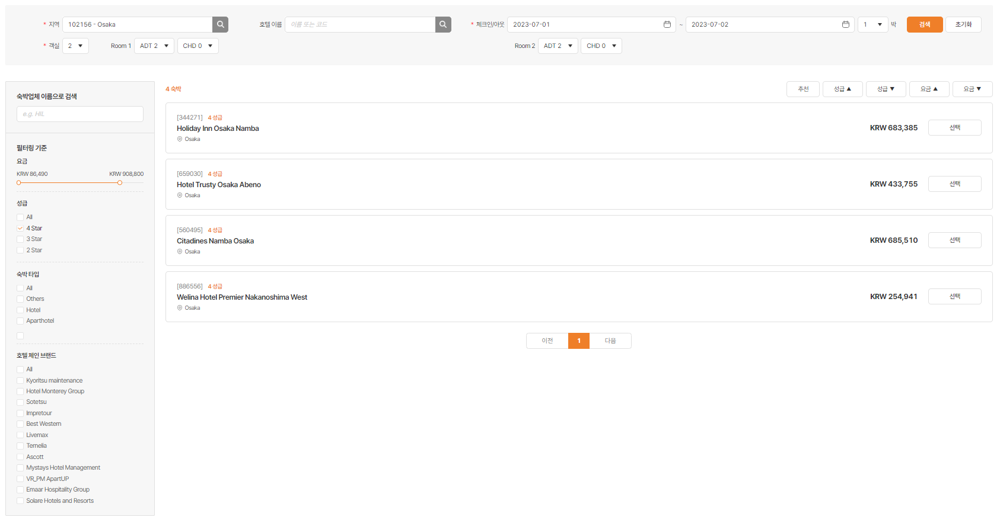 * 지역 102156 - Osaka 호텔 이름 이름 또는 코드 * 체크인/아웃 2023-07-01 ~ 2023-07-02 1 ▼ 박 검색 초기화
* 객실 2 ▼ Room 1 ADT 2 ▼ CHD 0 ▼ Room 2 ADT 2 ▼ CHD 0 ▼
숙박업체 이름으로 검색
e.g. HIL
필터링 기준
요금
KRW 86,490 KRW 908,800
성급
All
4 Star
3 Star
2 Star
숙박 타입
All
Others
Hotel
Aparthotel
호텔 체인 브랜드
All
Kyoritsu maintenance
Hotel Monterey Group
Sotetsu
Impretour
Best Western
Livemax
Temelia
Ascott
Mystays Hotel Management
VR_PM ApartUP
Emaar Hospitality Group
Solare Hotels and Resorts
4 숙박 추천 성급 ▲ 성급 ▼ 요금 ▲ 요금 ▼
[344271] 4 성급
Holiday Inn Osaka Namba
Osaka
KRW 683,385 선택
[659030] 4 성급
Hotel Trusty Osaka Abeno
Osaka
KRW 433,755 선택
[560495] 4 성급
Citadines Namba Osaka
Osaka
KRW 685,510 선택
[886556] 4 성급
Welina Hotel Premier Nakanoshima West
Osaka
KRW 254,941 선택
이전 1 다음